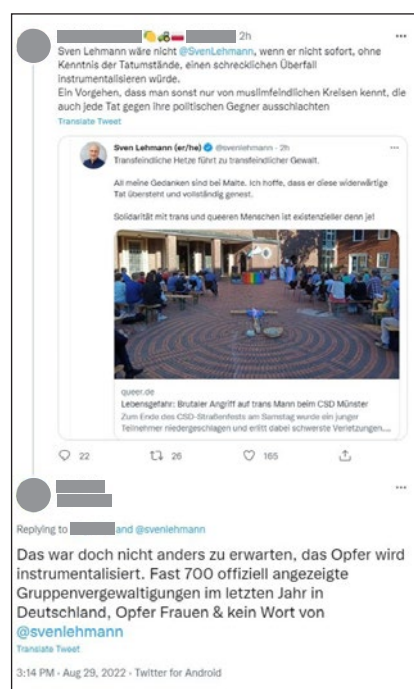 2h
Sven Lehmann wäre nicht @SvenLehmann, wenn er nicht sofort, ohne
Kenntnis der Tatumstände, einen schrecklichen Überfall
instrumentalisieren würde.
Ein Vorgehen, dass man sonst nur von muslimfeindlichen Kreisen kennt, die
auch jede Tat gegen ihre politischen Gegner ausschlachten
Translate Tweet
Sven Lehmann (er/he) @svenlehmann · 2h
Transfeindliche Hetze führt zu transfeindlicher Gewalt.
All meine Gedanken sind bei Malte. Ich hoffe, dass er diese widerwärtige
Tat übersteht und vollständig genest.
Solidarität mit trans und queeren Menschen ist existenzieller denn je!
queer.de
Lebensgefahr: Brutaler Angriff auf trans Mann beim CSD Münster
Zum Ende des CSD-Straßenfests am Samstag wurde ein junger
Teilnehmer niedergeschlagen und erlitt dabei schwerste Verletzungen....
22 26 165
Replying to and @svenlehmann
Das war doch nicht anders zu erwarten, das Opfer wird
instrumentalisiert. Fast 700 offiziell angezeigte
Gruppenvergewaltigungen im letzten Jahr in
Deutschland, Opfer Frauen & kein Wort von
@svenlehmann
Translate Tweet
3:14 PM · Aug 29, 2022 · Twitter for Android